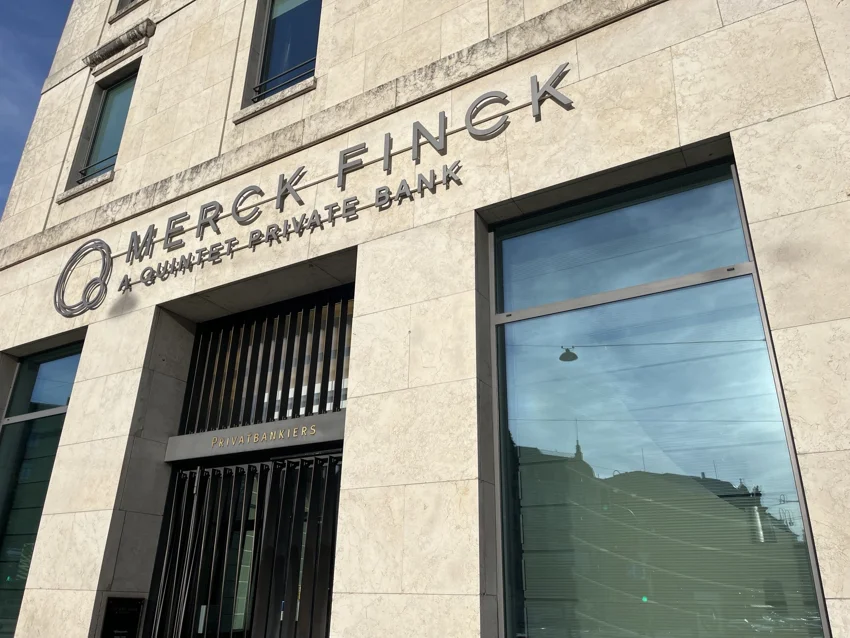 MERCK FINCK
A QUINTET PRIVATE BANK
PRIVATBANKIERS